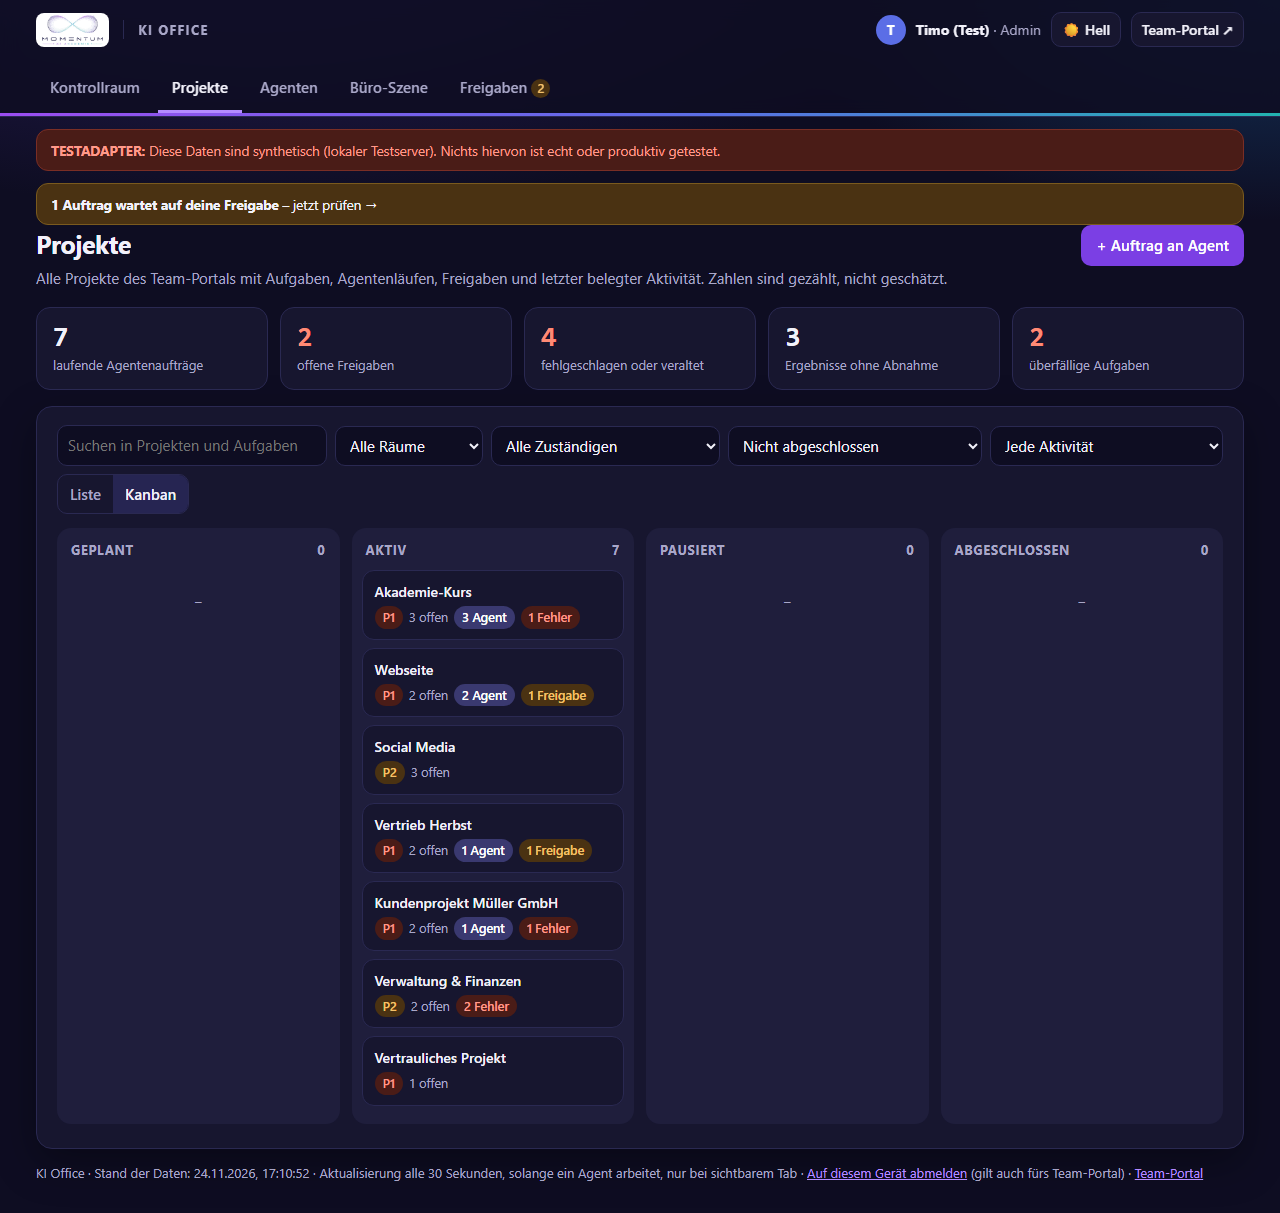 MOMENTUM
KI OFFICE
T
Timo (Test) · Admin
Hell
Team-Portal ↗
Kontrollraum
Projekte
Agenten
Büro-Szene
Freigaben 2
TESTADAPTER: Diese Daten sind synthetisch (lokaler Testserver). Nichts hiervon ist echt oder produktiv getestet.
1 Auftrag wartet auf deine Freigabe – jetzt prüfen →
Projekte
+ Auftrag an Agent
Alle Projekte des Team-Portals mit Aufgaben, Agentenläufen, Freigaben und letzter belegter Aktivität. Zahlen sind gezählt, nicht geschätzt.
7
laufende Agentenaufträge
2
offene Freigaben
4
fehlgeschlagen oder veraltet
3
Ergebnisse ohne Abnahme
2
überfällige Aufgaben
Suchen in Projekten und Aufgaben
Alle Räume
Alle Zuständigen
Nicht abgeschlossen
Jede Aktivität
Liste
Kanban
GEPLANT 0
–
AKTIV 7
Akademie-Kurs
P1 3 offen 3 Agent 1 Fehler
Webseite
P1 2 offen 2 Agent 1 Freigabe
Social Media
P2 3 offen
Vertrieb Herbst
P1 2 offen 1 Agent 1 Freigabe
Kundenprojekt Müller GmbH
P1 2 offen 1 Agent 1 Fehler
Verwaltung & Finanzen
P2 2 offen 2 Fehler
Vertrauliches Projekt
P1 1 offen
PAUSIERT 0
–
ABGESCHLOSSEN 0
–
KI Office · Stand der Daten: 24.11.2026, 17:10:52 · Aktualisierung alle 30 Sekunden, solange ein Agent arbeitet, nur bei sichtbarem Tab · Auf diesem Gerät abmelden (gilt auch fürs Team-Portal) · Team-Portal